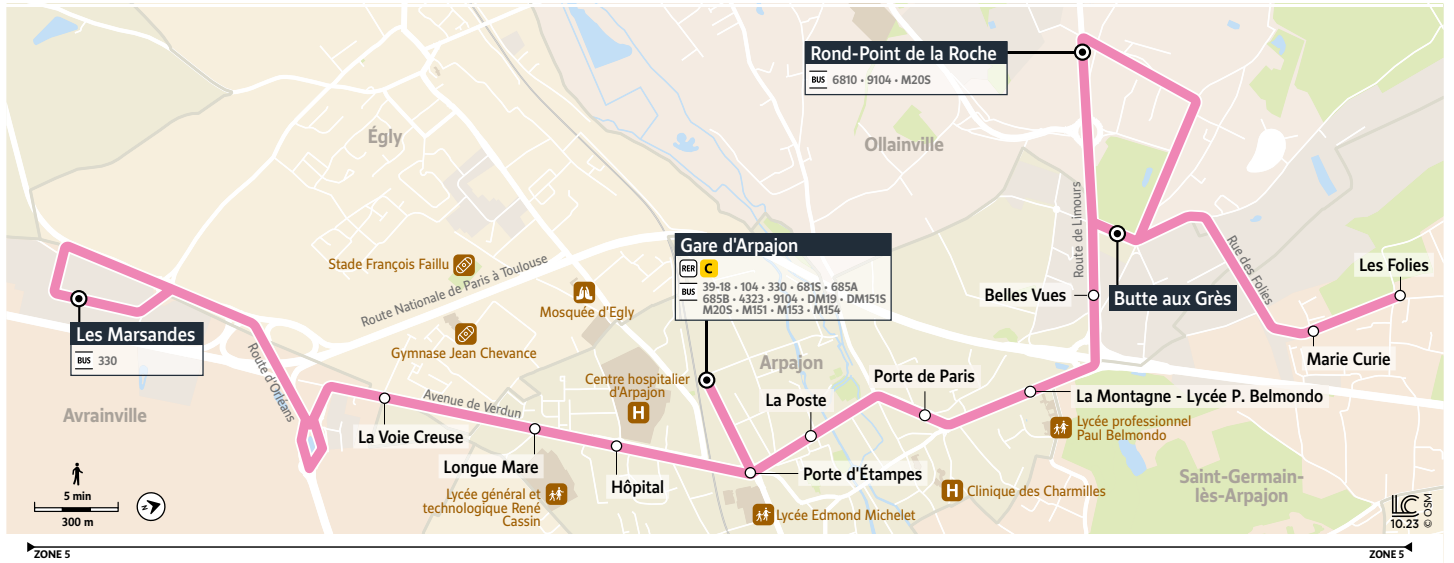 Rond-Point de la Roche
BUS 6810 • 9104 • M20S
Égly
Ollainville
Route de Limours
Gare d'Arpajon
RER C
BUS 39-18 • 104 • 330 • 681S • 685A
685B • 4323 • 9104 • DM19 • DM151S
M20S • M151 • M153 • M154
Stade François Faillu
Route Nationale de Paris à Toulouse
Rue des Folies
Les Folies
Mosquée d'Egly
Belles Vues
Butte aux Grès
Les Marsandes
BUS 330
Gymnase Jean Chevance
Marie Curie
Route d'Orléans
Arpajon
Centre hospitalier
d'Arpajon
H
Porte de Paris
Avenue de Verdun
La Poste
La Montagne - Lycée P. Belmondo
Avrainville
La Voie Creuse
Lycée professionnel
Paul Belmondo
Longue Mare
Hôpital
Porte d'Étampes
Saint-Germain-
lès-Arpajon
H Clinique des Charmilles
Lycée général et
technologique René
Cassin
Lycée Edmond Michelet
5 min
300 m
LC
10.23
© OSM
ZONE 5
ZONE 5